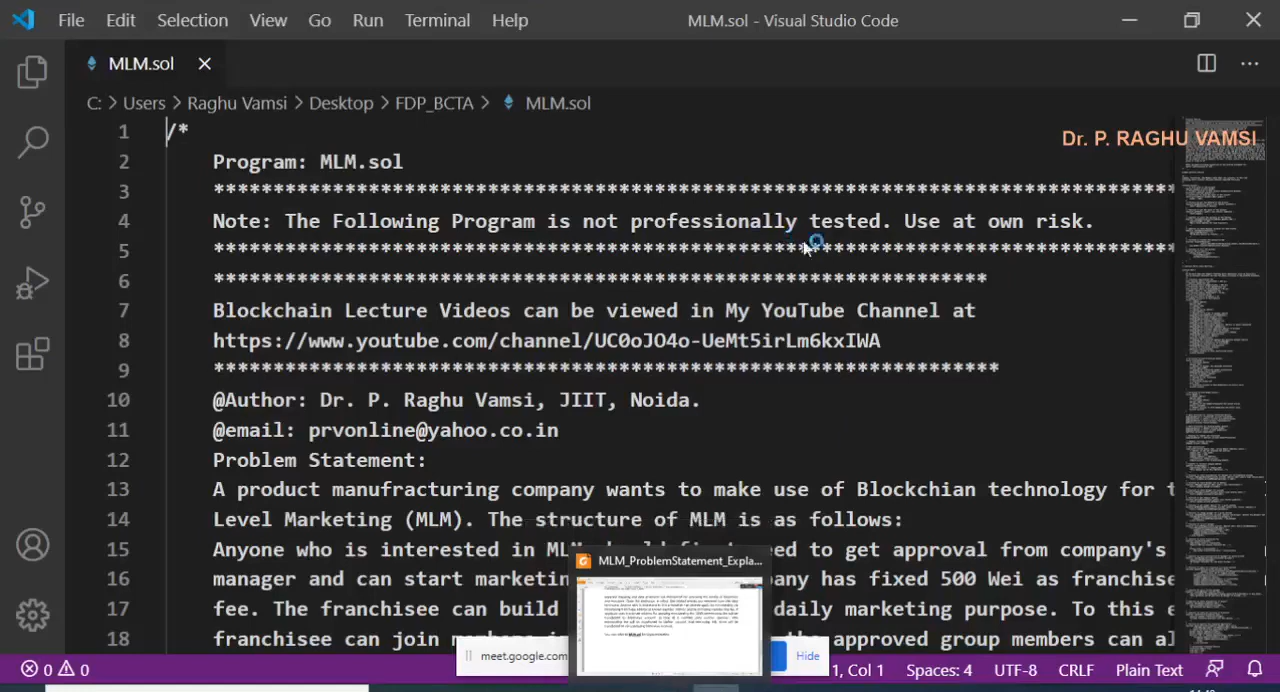 File Edit Selection View Go Run Terminal Help MLM.sol - Visual Studio Code
MLM.sol
C: > Users > Raghu Vamsi > Desktop > FDP_BCTA > MLM.sol
Dr. P. RAGHU VAMSI
1 /*
2 Program: MLM.sol
3 ********************************************************************************
4 Note: The Following Program is not professionally tested. Use at own risk.
5 ********************************************************************************
6 *****************************************************************
7 Blockchain Lecture Videos can be viewed in My YouTube Channel at
8 https://www.youtube.com/channel/UC0oJO4o-UeMt5irLm6kxIWA
9 ******************************************************************
10 @Author: Dr. P. Raghu Vamsi, JIIT, Noida.
11 @email: prvonline@yahoo.co.in
12 Problem Statement:
13 A product manufracturing company wants to make use of Blockchian technology for t
14 Level Marketing (MLM). The structure of MLM is as follows:
15 Anyone who is interested in MLM should first need to get approval from company's
16 manager and can start marketin pany has fixed 500 Wei as franchise
17 ffe. The franchisee can build daily marketing purpose. To this e
18 franchisee can join the approved group members can al
MLM_ProblemStatement_Expla...
meet.google.com
Hide
0 0 1, Col 1 Spaces: 4 UTF-8 CRLF Plain Text